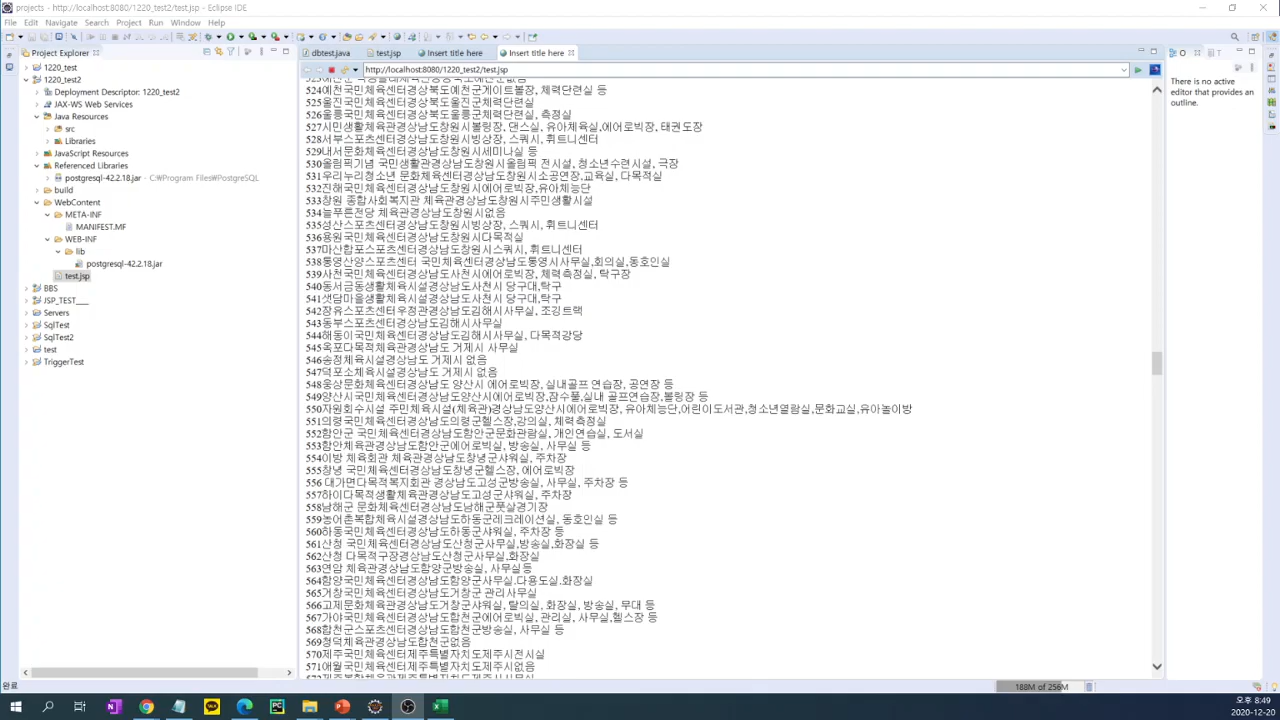 projects - http://localhost:8080/1220_test2/test.jsp - Eclipse IDE
File Edit Navigate Search Project Run Window Help
Project Explorer
dbtest.java test.jsp Insert title here Insert title here
1220_test
1220_test2
Deployment Descriptor: 1220_test2
JAX-WS Web Services
Java Resources
src
Libraries
JavaScript Resources
Referenced Libraries
postgresql-42.2.18.jar - C:₩Program Files₩PostgreSQL
build
WebContent
META-INF
MANIFEST.MF
WEB-INF
lib
postgresql-42.2.18.jar
test.jsp
BBS
JSP_TEST___
Servers
SqlTest
SqlTest2
test
TriggerTest
http://localhost:8080/1220_test2/test.jsp
524예천국민체육센터경상북도예천군게이트볼장, 체력단련실 등
525울진군경상북도울진군체력단련실
526울릉국민체육센터경상북도울릉군체력단련실, 측정실
527시민생활체육관경상남도창원시볼링장, 댄스실, 유아체육실,에어로빅장, 태권도장
528서부스포츠센터경상남도창원시빙상장, 스쿼시, 휘트니센터
529내서문화체육센터경상남도창원시세미나실 등
530올림픽기념 국민생활관경상남도창원시올림픽 전시실, 청소년수련시설, 극장
531우리누리청소년 문화체육센터경상남도창원시소공연장,교육실, 다목적실
532진해국민체육센터경상남도창원시에어로빅장,유아체능단
533창원 종합사회복지관 체육관경상남도창원시주민생활시설
534늘푸른전당 체육관경상남도창원시없음
535성산스포츠센터경상남도창원시빙상장, 스쿼시, 휘트니센터
536용원국민체육센터경상남도창원시다목적실
537마산합포스포츠센터경상남도창원시스쿼시, 휘트니센터
538통영산양스포츠센터 국민체육센터경상남도통영시사무실,회의실,동호인실
539사천국민체육센터경상남도사천시에어로빅장, 체력측정실, 탁구장
540동서금동생활체육시설경상남도사천시 당구대,탁구
541샛담마을생활체육시설경상남도사천시 당구대,탁구
542장유스포츠센터우정관경상남도김해시사무실, 조깅트랙
543동부스포츠센터경상남도김해시사무실
544해동이국민체육센터경상남도김해시사무실, 다목적강당
545옥포다목적체육관경상남도 거제시 사무실
546송정체육시설경상남도 거제시 없음
547덕포소체육시설경상남도 거제시 없음
548웅상문화체육센터경상남도 양산시 에어로빅장, 실내골프 연습장, 공연장 등
549양산시국민체육센터경상남도양산시에어로빅장,잠수풀,실내 골프연습장,볼링장 등
550자원회수시설 주민체육시설(체육관)경상남도양산시에어로빅장, 유아체능단,어린이도서관,청소년열람실,문화교실,유아놀이방
551의령국민체육센터경상남도의령군헬스장,강의실, 체력측정실
552함안군 국민체육센터경상남도함안군문화관람실, 개인연습실, 도서실
553함안체육관경상남도함안군에어로빅실, 방송실, 사무실 등
554이방 체육회관 체육관경상남도창녕군샤워실, 주차장
555창녕 국민체육센터경상남도창녕군헬스장, 에어로빅장
556 대가면다목적복지회관 경상남도고성군방송실, 사무실, 주차장 등
557하이다목적생활체육관경상남도고성군샤워실, 주차장
558남해군 문화체육센터경상남도남해군풋살경기장
559농어촌복합체육시설경상남도하동군레크레이션실, 동호인실 등
560하동국민체육센터경상남도하동군샤워실, 주차장 등
561산청 국민체육센터경상남도산청군사무실,방송실,화장실 등
562산청 다목적구장경상남도산청군사무실,화장실
563연암 체육관경상남도함양군방송실, 사무실등
564함양국민체육센터경상남도함양군사무실.다용도실.화장실
565거창국민체육센터경상남도거창군 관리사무실
566고제문화체육관경상남도거창군샤워실, 탈의실, 화장실, 방송실, 무대 등
567가야국민체육센터경상남도합천군에어로빅실, 관리실, 사무실,헬스장 등
568합천군스포츠센터경상남도합천군방송실, 사무실 등
569청덕체육관경상남도합천군없음
570제주국민체육센터제주특별자치도제주시전시실
571애월국민체육센터제주특별자치도제주시없음
There is no active editor that provides an outline.
완료
188M of 256M
오후 8:49
2020-12-20